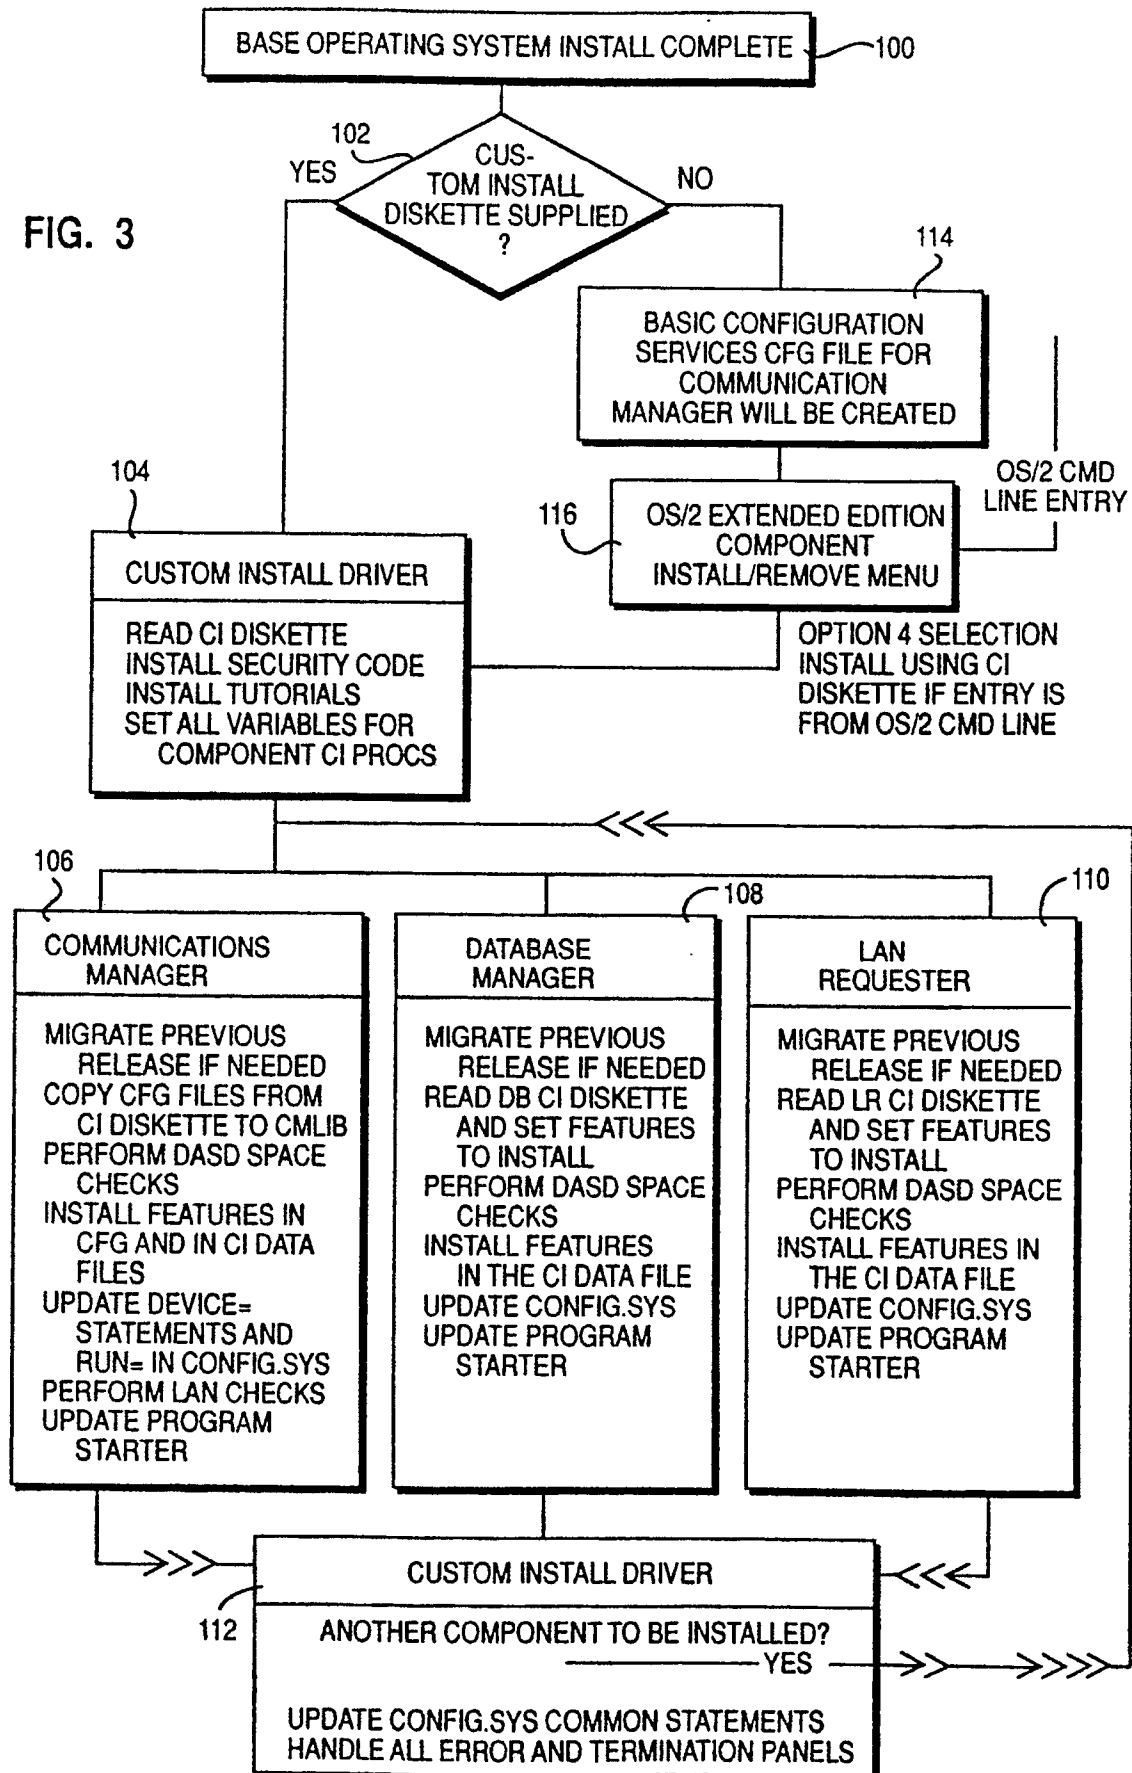 BASE OPERATING SYSTEM INSTALL COMPLETE
100
102
YES
CUS-
TOM INSTALL
DISKETTE SUPPLIED
?
NO
FIG. 3
114
BASIC CONFIGURATION
SERVICES CFG FILE FOR
COMMUNICATION
MANAGER WILL BE CREATED
OS/2 CMD
LINE ENTRY
116
OS/2 EXTENDED EDITION
COMPONENT
INSTALL/REMOVE MENU
OPTION 4 SELECTION
INSTALL USING CI
DISKETTE IF ENTRY IS
FROM OS/2 CMD LINE
104
CUSTOM INSTALL DRIVER
READ CI DISKETTE
INSTALL SECURITY CODE
INSTALL TUTORIALS
SET ALL VARIABLES FOR
COMPONENT CI PROCS
106
COMMUNICATIONS
MANAGER
MIGRATE PREVIOUS
RELEASE IF NEEDED
COPY CFG FILES FROM
CI DISKETTE TO CMLIB
PERFORM DASD SPACE
CHECKS
INSTALL FEATURES IN
CFG AND IN CI DATA
FILES
UPDATE DEVICE=
STATEMENTS AND
RUN= IN CONFIG.SYS
PERFORM LAN CHECKS
UPDATE PROGRAM
STARTER
108
DATABASE
MANAGER
MIGRATE PREVIOUS
RELEASE IF NEEDED
READ DB CI DISKETTE
AND SET FEATURES
TO INSTALL
PERFORM DASD SPACE
CHECKS
INSTALL FEATURES
IN THE CI DATA FILE
UPDATE CONFIG.SYS
UPDATE PROGRAM
STARTER
110
LAN
REQUESTER
MIGRATE PREVIOUS
RELEASE IF NEEDED
READ LR CI DISKETTE
AND SET FEATURES
TO INSTALL
PERFORM DASD SPACE
CHECKS
INSTALL FEATURES IN
THE CI DATA FILE
UPDATE CONFIG.SYS
UPDATE PROGRAM
STARTER
112
CUSTOM INSTALL DRIVER
ANOTHER COMPONENT TO BE INSTALLED?
YES
UPDATE CONFIG.SYS COMMON STATEMENTS
HANDLE ALL ERROR AND TERMINATION PANELS